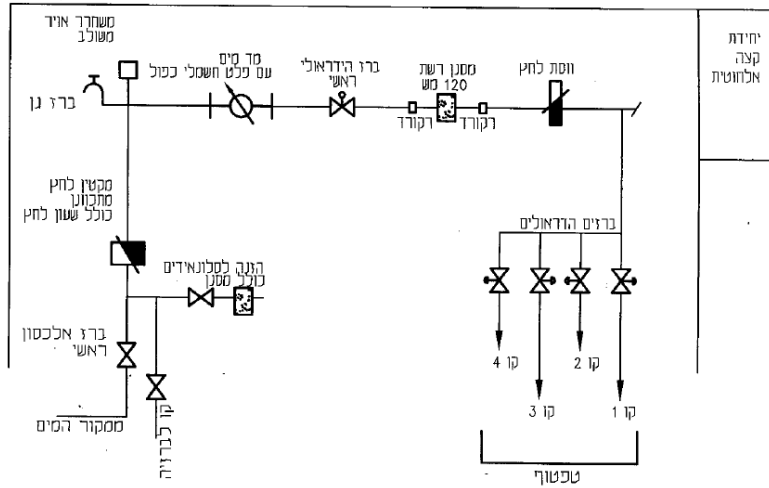 משחרר אויר
משולב
ברז גן
מד מים
עם פלט חשמלי כפול
ברז הידראולי
ראשי
מסנן רשת
120 מש
רקורד
רקורד
ווסת לחץ
יחידת
קצה
אלחוטית
מקטין לחץ
מתכוונן
כולל שעון לחץ
הזנה לסלונאידים
כולל מסנן
ברז אלכסון
ראשי
ממקור המים
קו לברזיה
ברזים הדראולים
קו 4
קו 3
קו 2
קו 1
טפטוף